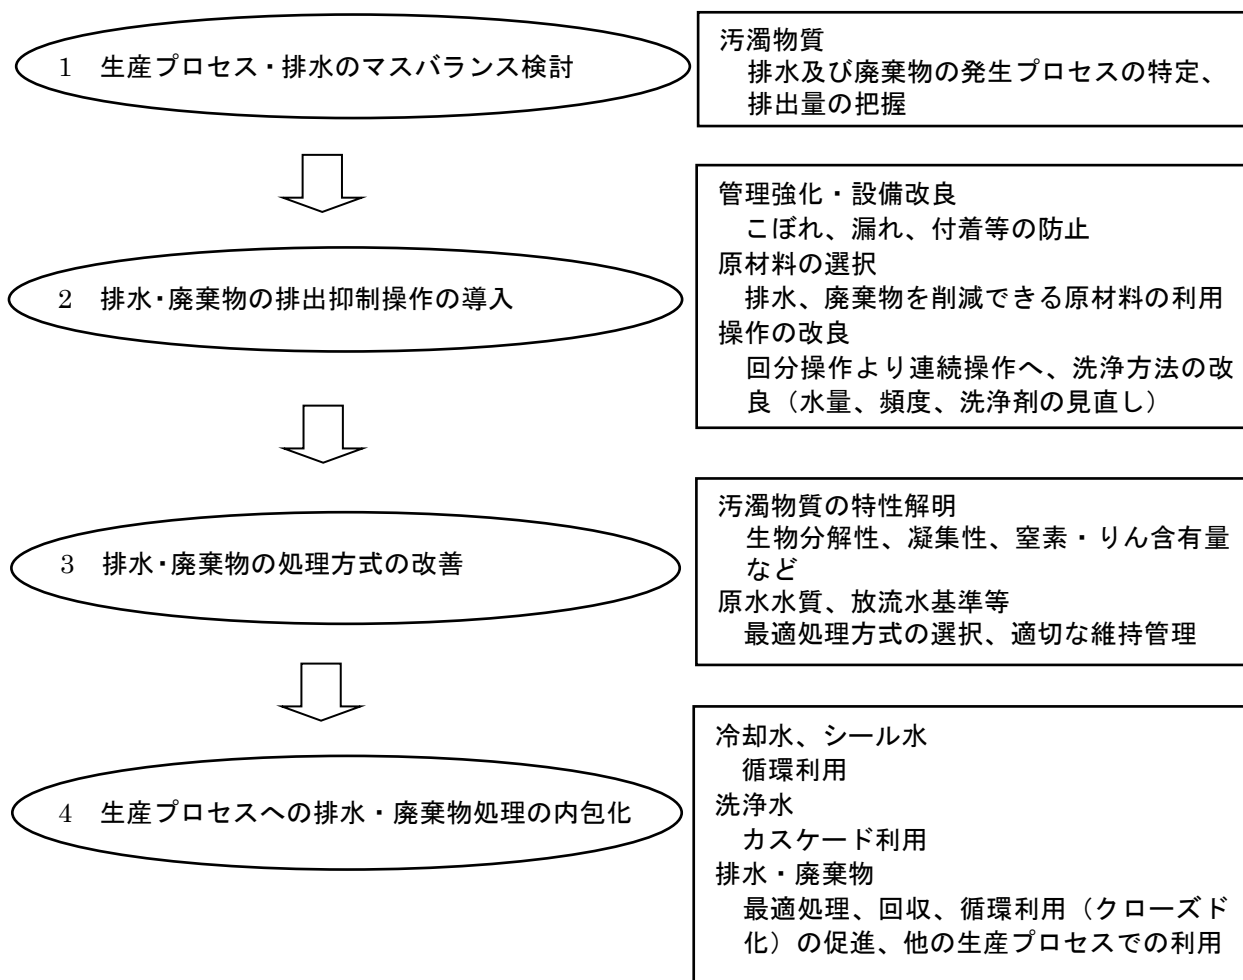 1 生産プロセス・排水のマスバランス検討
汚濁物質
排水及び廃棄物の発生プロセスの特定、
排出量の把握
2 排水・廃棄物の排出抑制操作の導入
管理強化・設備改良
こぼれ、漏れ、付着等の防止
原材料の選択
排水、廃棄物を削減できる原材料の利用
操作の改良
回分操作より連続操作へ、洗浄方法の改
良（水量、頻度、洗浄剤の見直し）
3 排水・廃棄物の処理方式の改善
汚濁物質の特性解明
生物分解性、凝集性、窒素・りん含有量
など
原水水質、放流水基準等
最適処理方式の選択、適切な維持管理
4 生産プロセスへの排水・廃棄物処理の内包化
冷却水、シール水
循環利用
洗浄水
カスケード利用
排水・廃棄物
最適処理、回収、循環利用（クローズド
化）の促進、他の生産プロセスでの利用